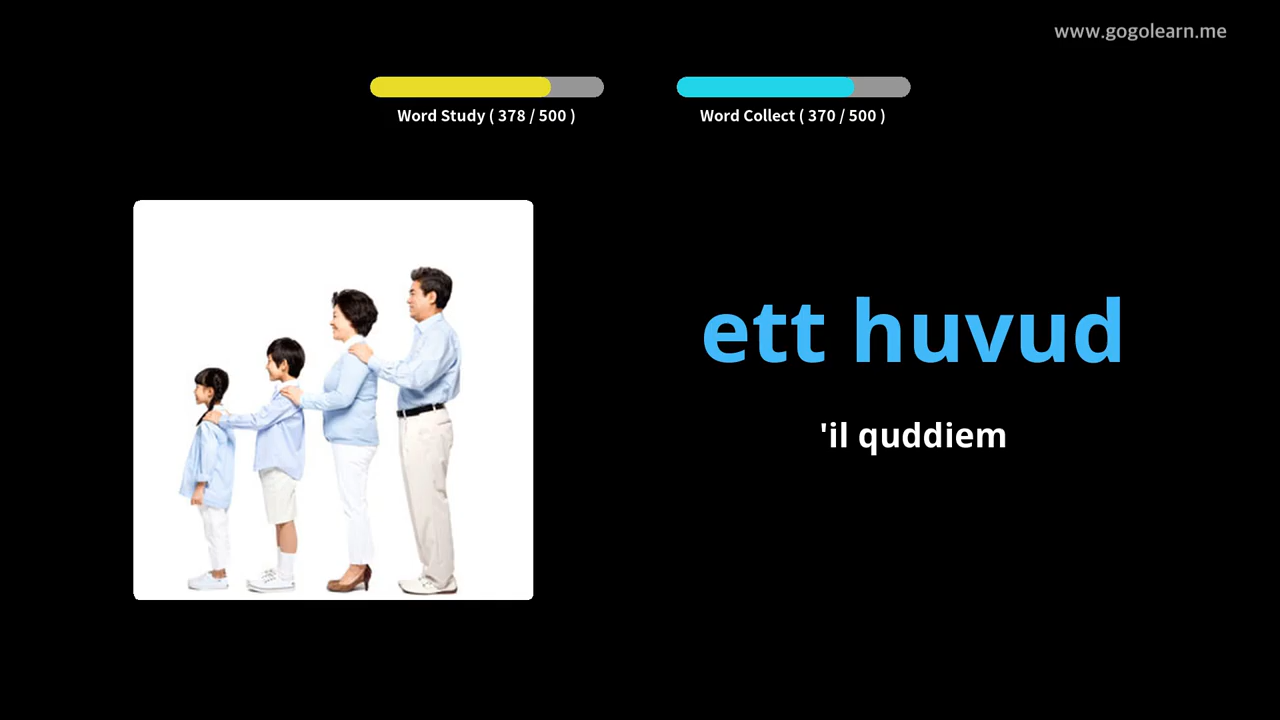 www.gogolearn.me
Word Study ( 378 / 500 )
Word Collect ( 370 / 500 )
ett huvud
'il quddiem